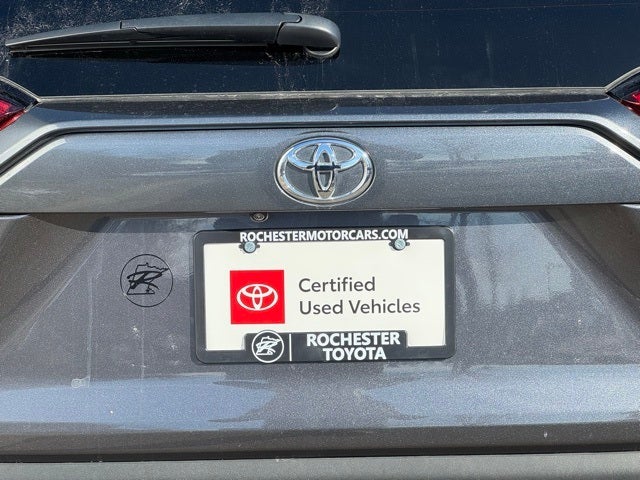 ROCHESTERMOTORCARS.COM
Certified
Used Vehicles
ROCHESTER
TOYOTA